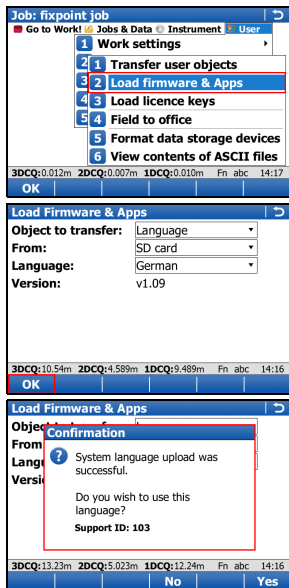 Job: fixpoint job
Go to Work! Jobs & Data Instrument User
1 Work settings
2 1 Transfer user objects
3 2 Load firmware & Apps
4 3 Load licence keys
5 4 Field to office
5 Format data storage devices
6 View contents of ASCII files
3DCQ:0.012m 2DCQ:0.007m 1DCQ:0.010m Fn abc 14:17
OK
Load Firmware & Apps
Object to transfer: Language
From: SD card
Language: German
Version: v1.09
3DCQ:10.54m 2DCQ:4.589m 1DCQ:9.489m Fn abc 14:16
OK
Load Firmware & Apps
Confirmation
From
System language upload was
successful.
Do you wish to use this
language?
Support ID: 103
3DCQ:13.23m 2DCQ:5.023m 1DCQ:12.24m Fn abc 14:16
No Yes